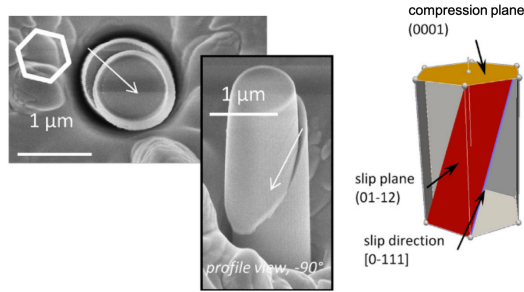 compression plane
(0001)
1 μm
1 μm
slip plane
(01-12)
slip direction
[0-111]
profile view, -90°